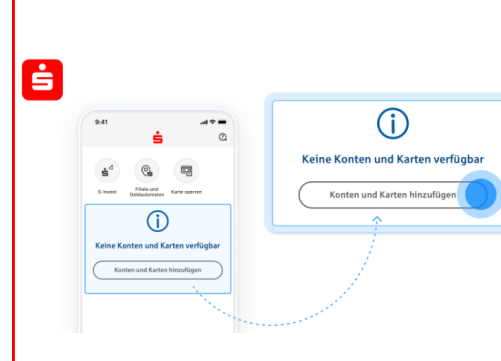 9:41
S-Invest
Filiale und
Geldautomaten
Karte sperren
Keine Konten und Karten verfügbar
Konten und Karten hinzufügen
Keine Konten und Karten verfügbar
Konten und Karten hinzufügen